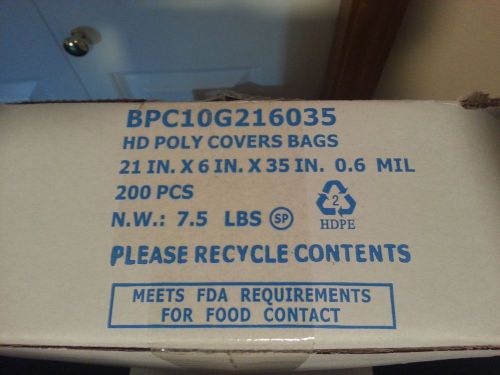 BPC10G216035
HD POLY COVERS BAGS
21 IN. X 6 IN. X 35 IN. 0.6 MIL
200 PCS
N.W.: 7.5 LBS SP
2
HDPE
PLEASE RECYCLE CONTENTS
MEETS FDA REQUIREMENTS
FOR FOOD CONTACT